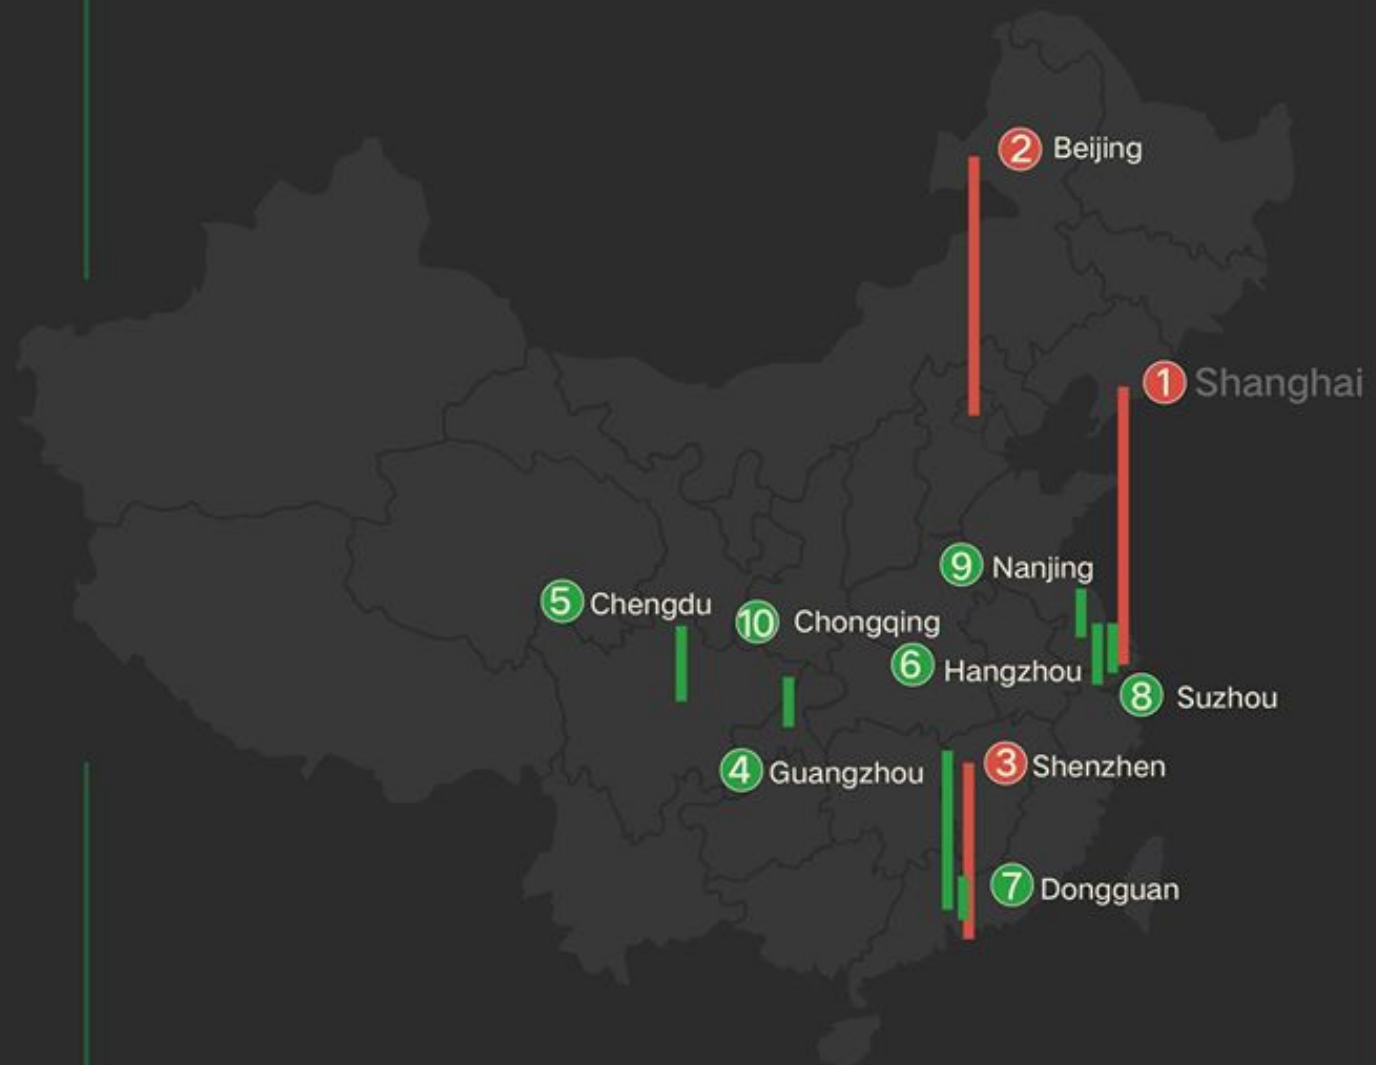 2 Beijing
1 Shanghai
9 Nanjing
5 Chengdu
10 Chongqing
6 Hangzhou
8 Suzhou
4 Guangzhou
3 Shenzhen
7 Dongguan